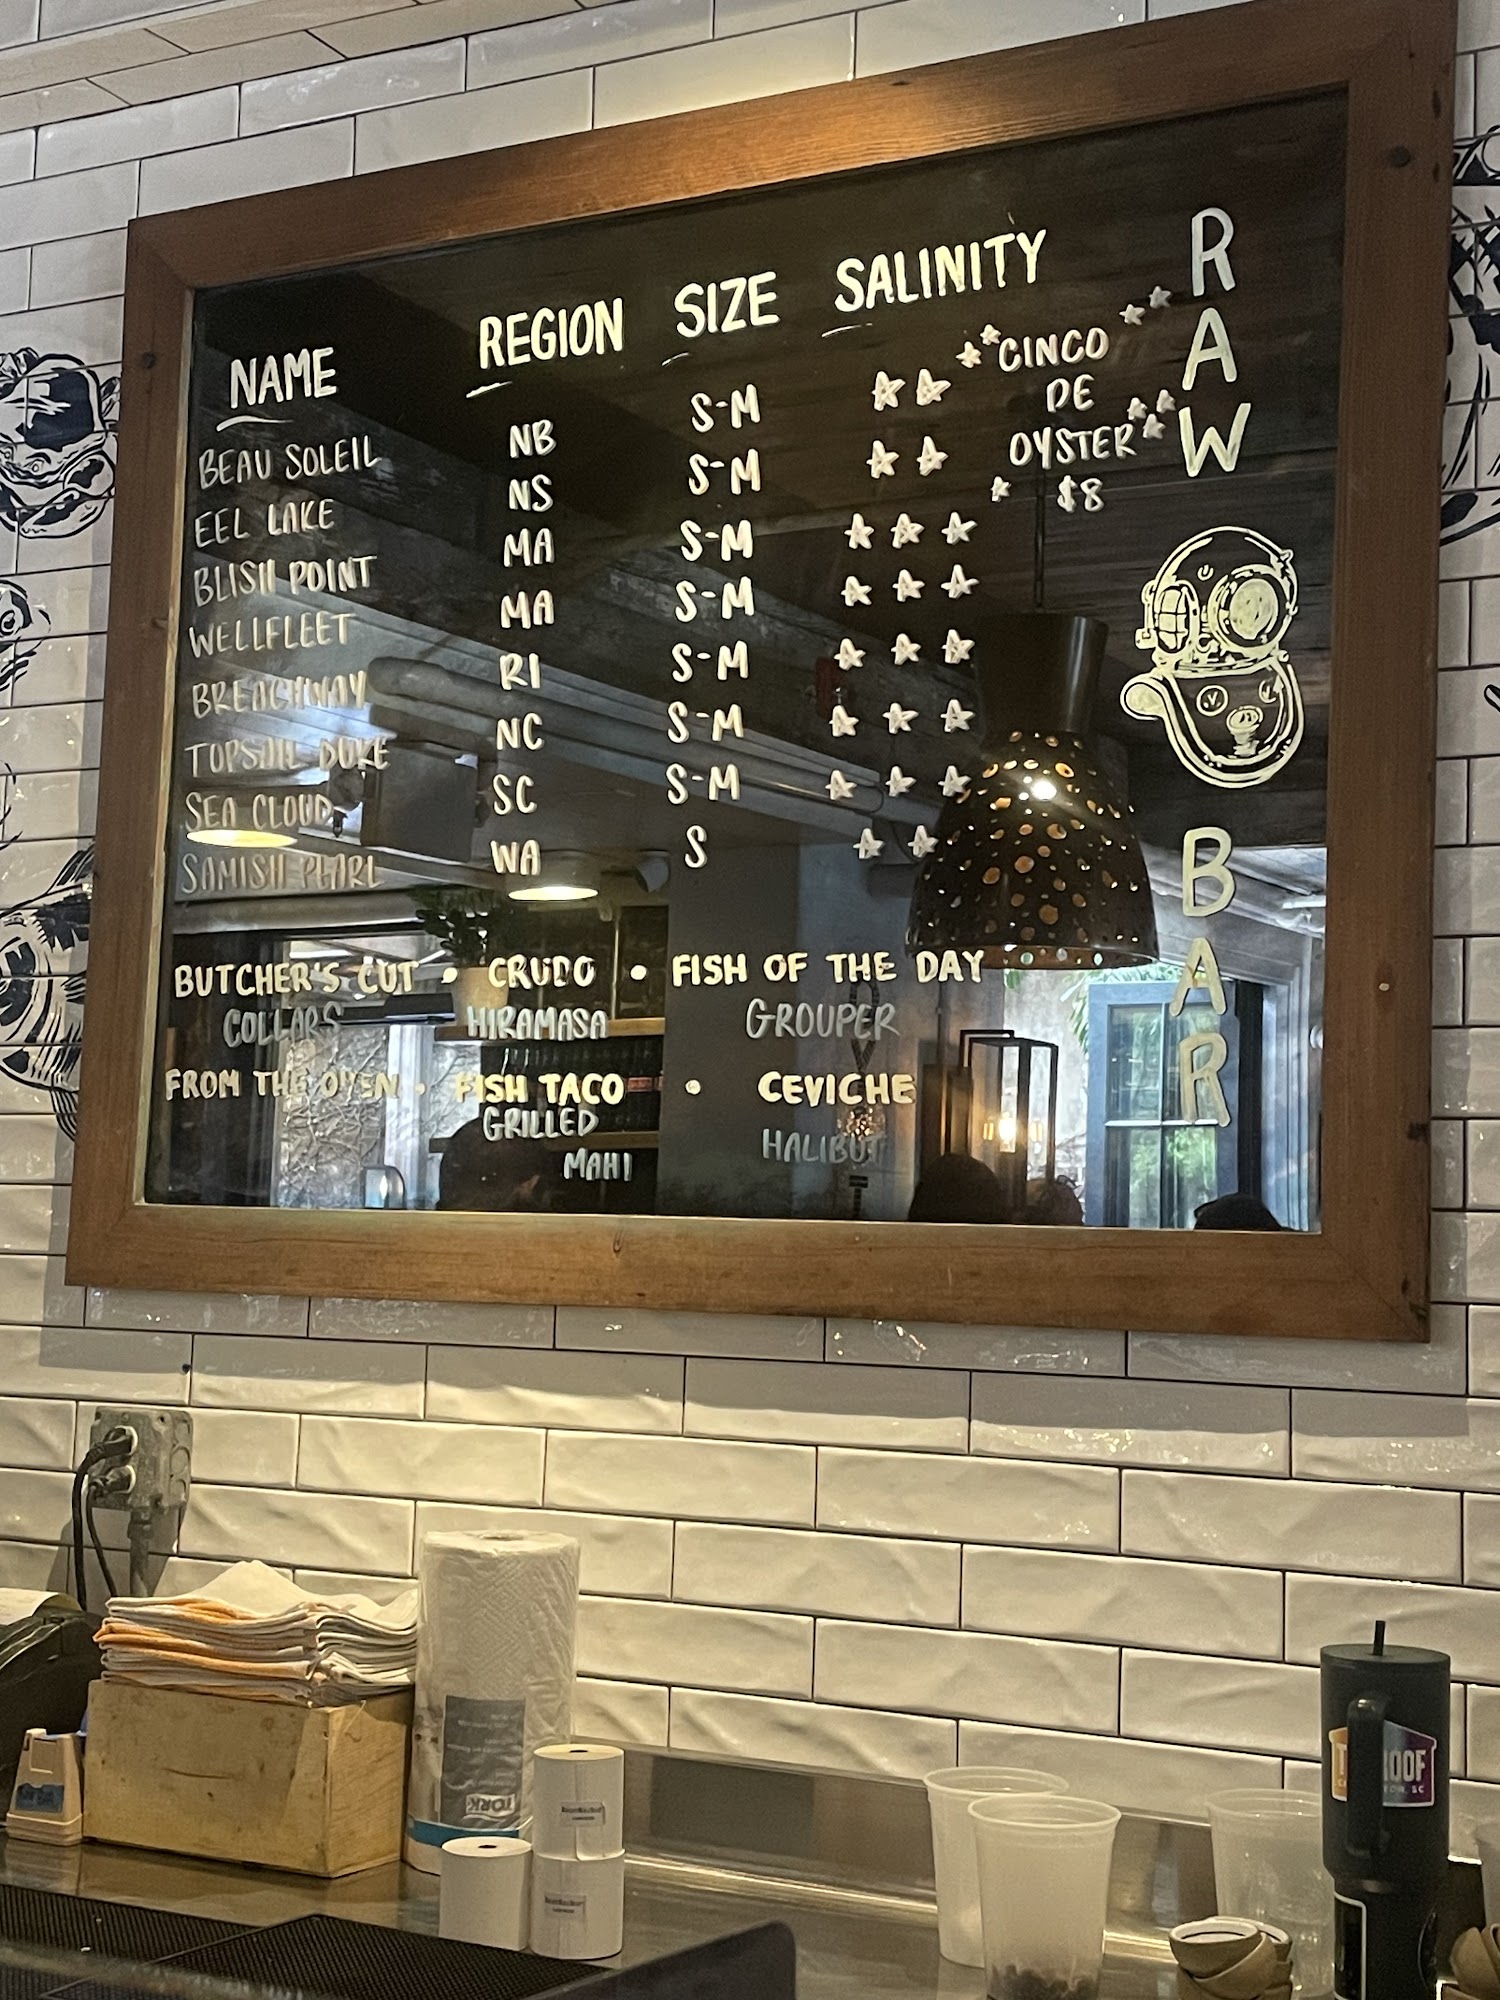 NAME REGION SIZE SALINITY
BEAU SOLEIL NB S-M ☆☆
EEL LAKE NS S-M ☆☆
BLISH POINT MA S-M ☆☆☆
WELLFLEET MA S-M ☆☆☆
BREACHWAY RI S-M ☆☆☆
TOPSAIL DUKE NC S-M ☆☆☆
SEA CLOUD SC S-M ☆☆☆
SAMISH PEARL WA S ☆☆
CINCO
DE
OYSTER
$8
RAW
BAR
BUTCHER'S CUT • CRUDO • FISH OF THE DAY
COLLARS HIRAMASA GROUPER
FROM THE OVEN • FISH TACO • CEVICHE
GRILLED
MAHI HALIBUT
TORK